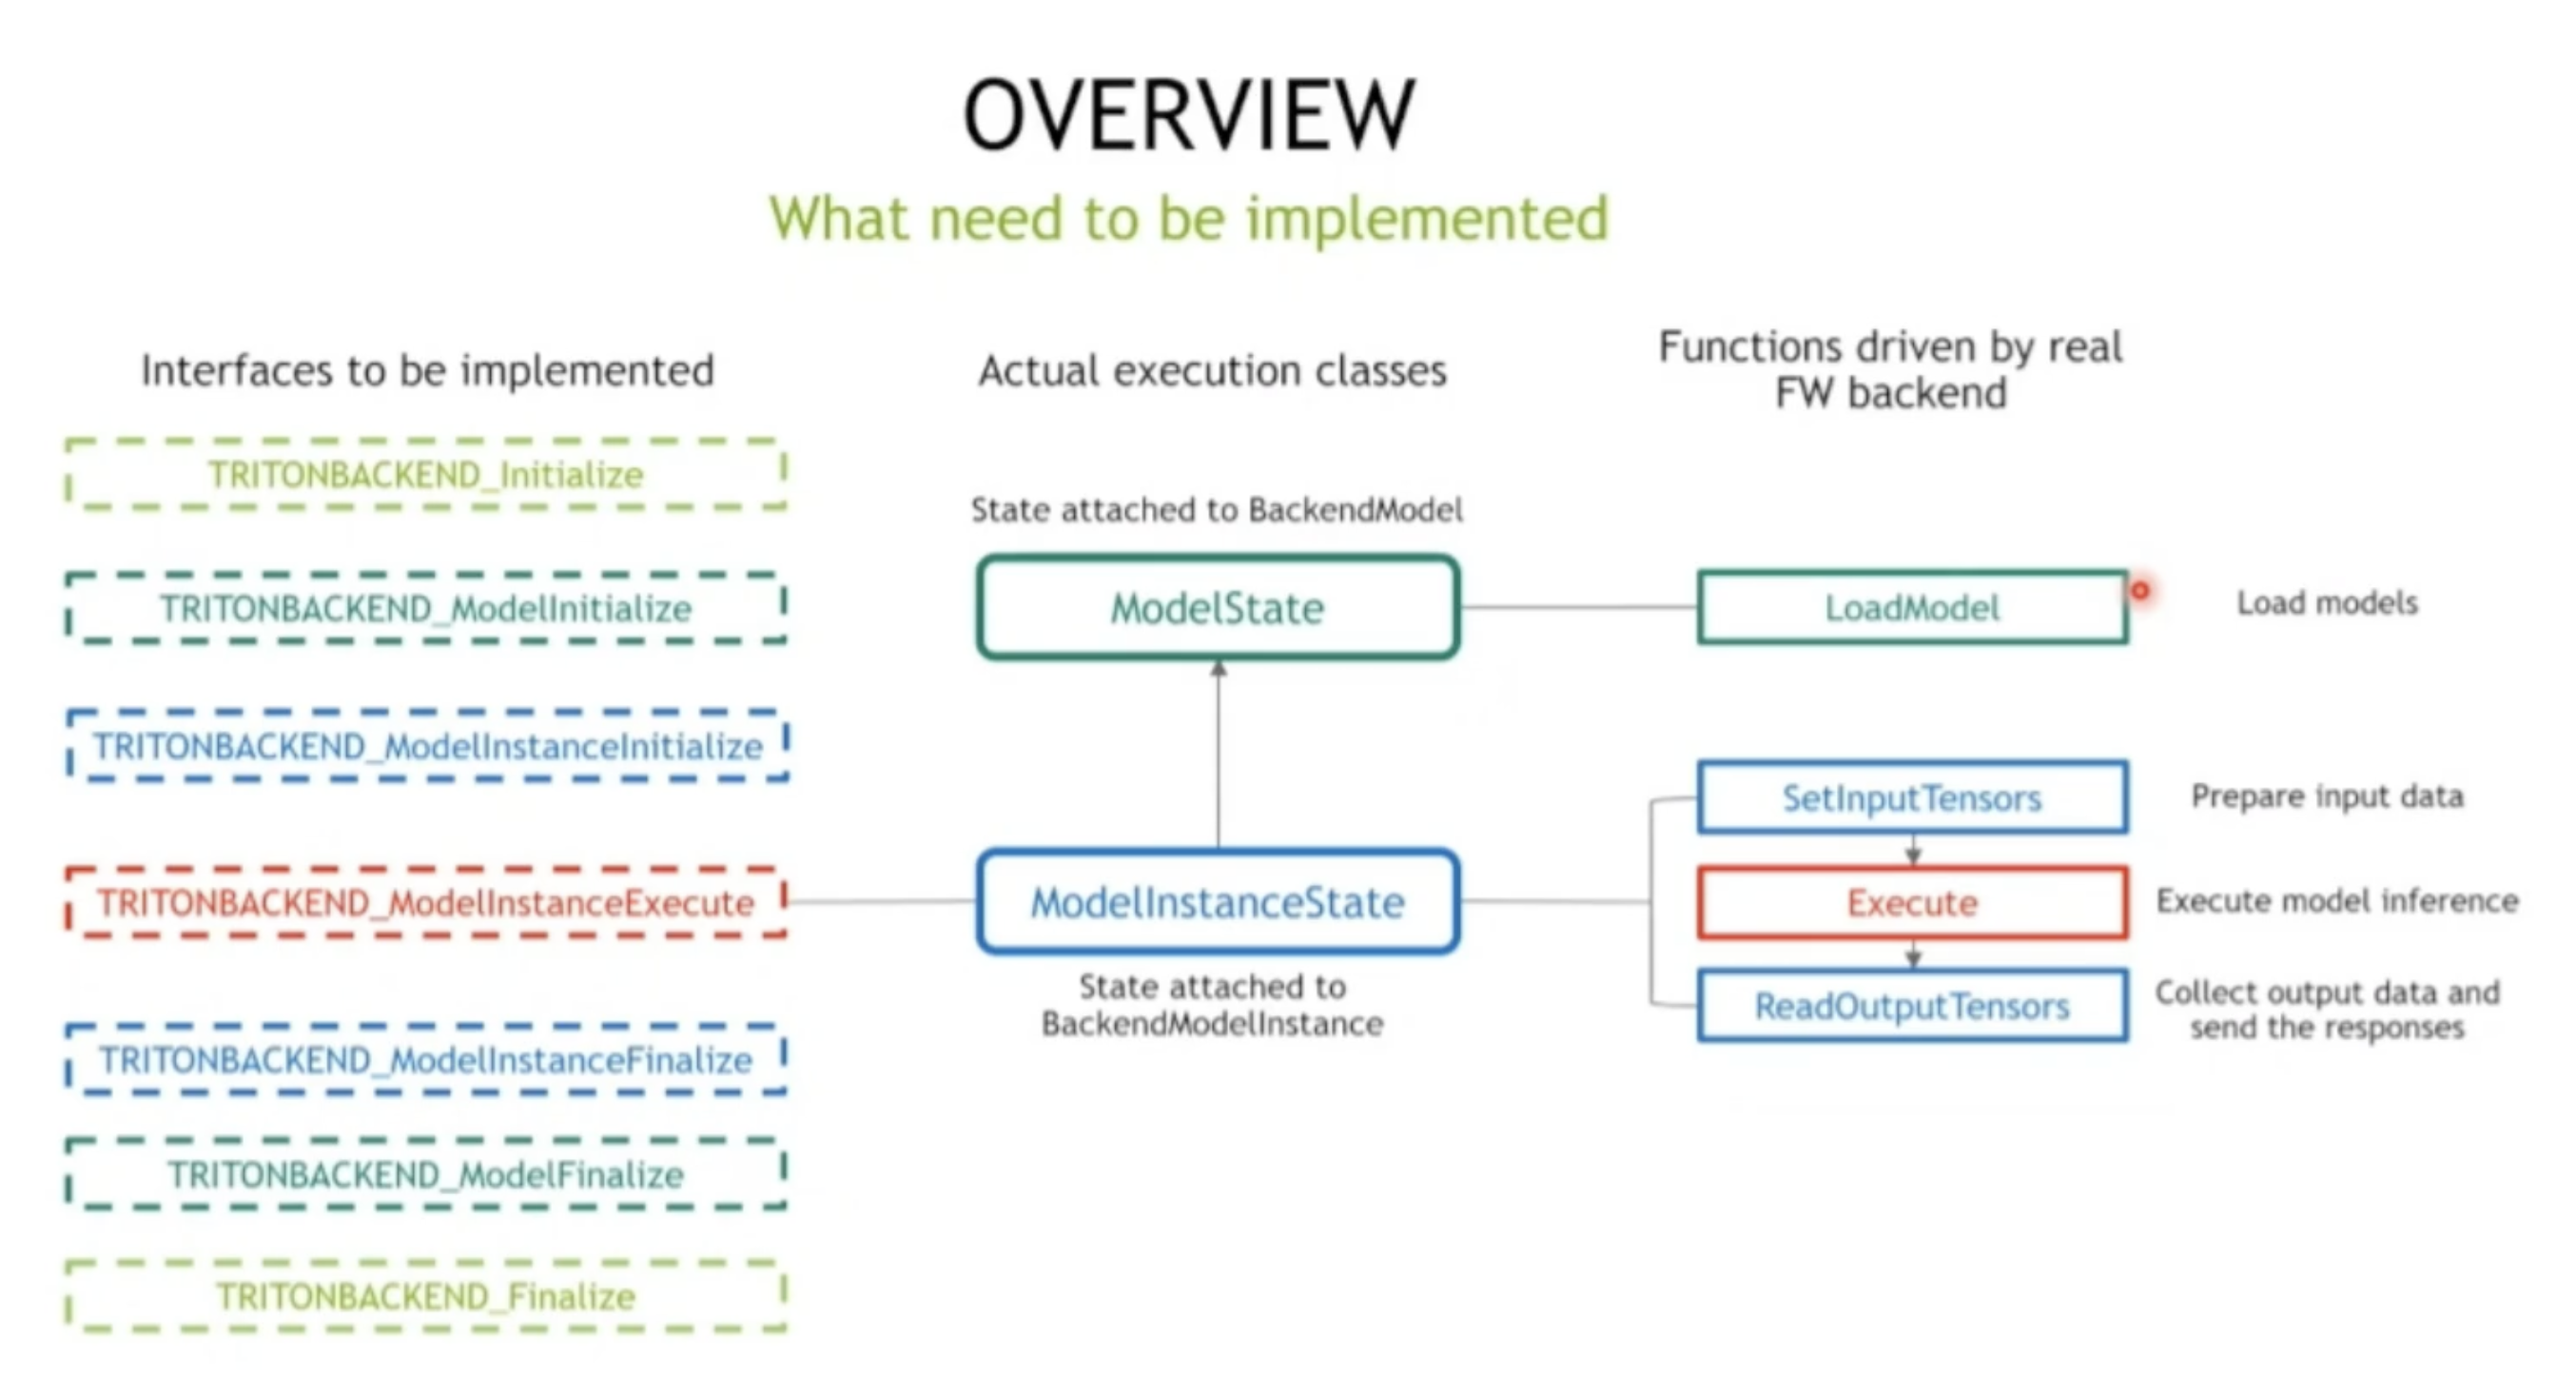 OVERVIEW
What need to be implemented
Interfaces to be implemented
TRITONBACKEND_Initialize
TRITONBACKEND_ModelInitialize
TRITONBACKEND_ModelInstanceInitialize
TRITONBACKEND_ModelInstanceExecute
TRITONBACKEND_ModelInstanceFinalize
TRITONBACKEND_ModelFinalize
TRITONBACKEND_Finalize
Actual execution classes
State attached to BackendModel
ModelState
ModelInstanceState
State attached to
BackendModelInstance
Functions driven by real
FW backend
LoadModel
Load models
SetInputTensors
Prepare input data
Execute
Execute model inference
ReadOutputTensors
Collect output data and
send the responses